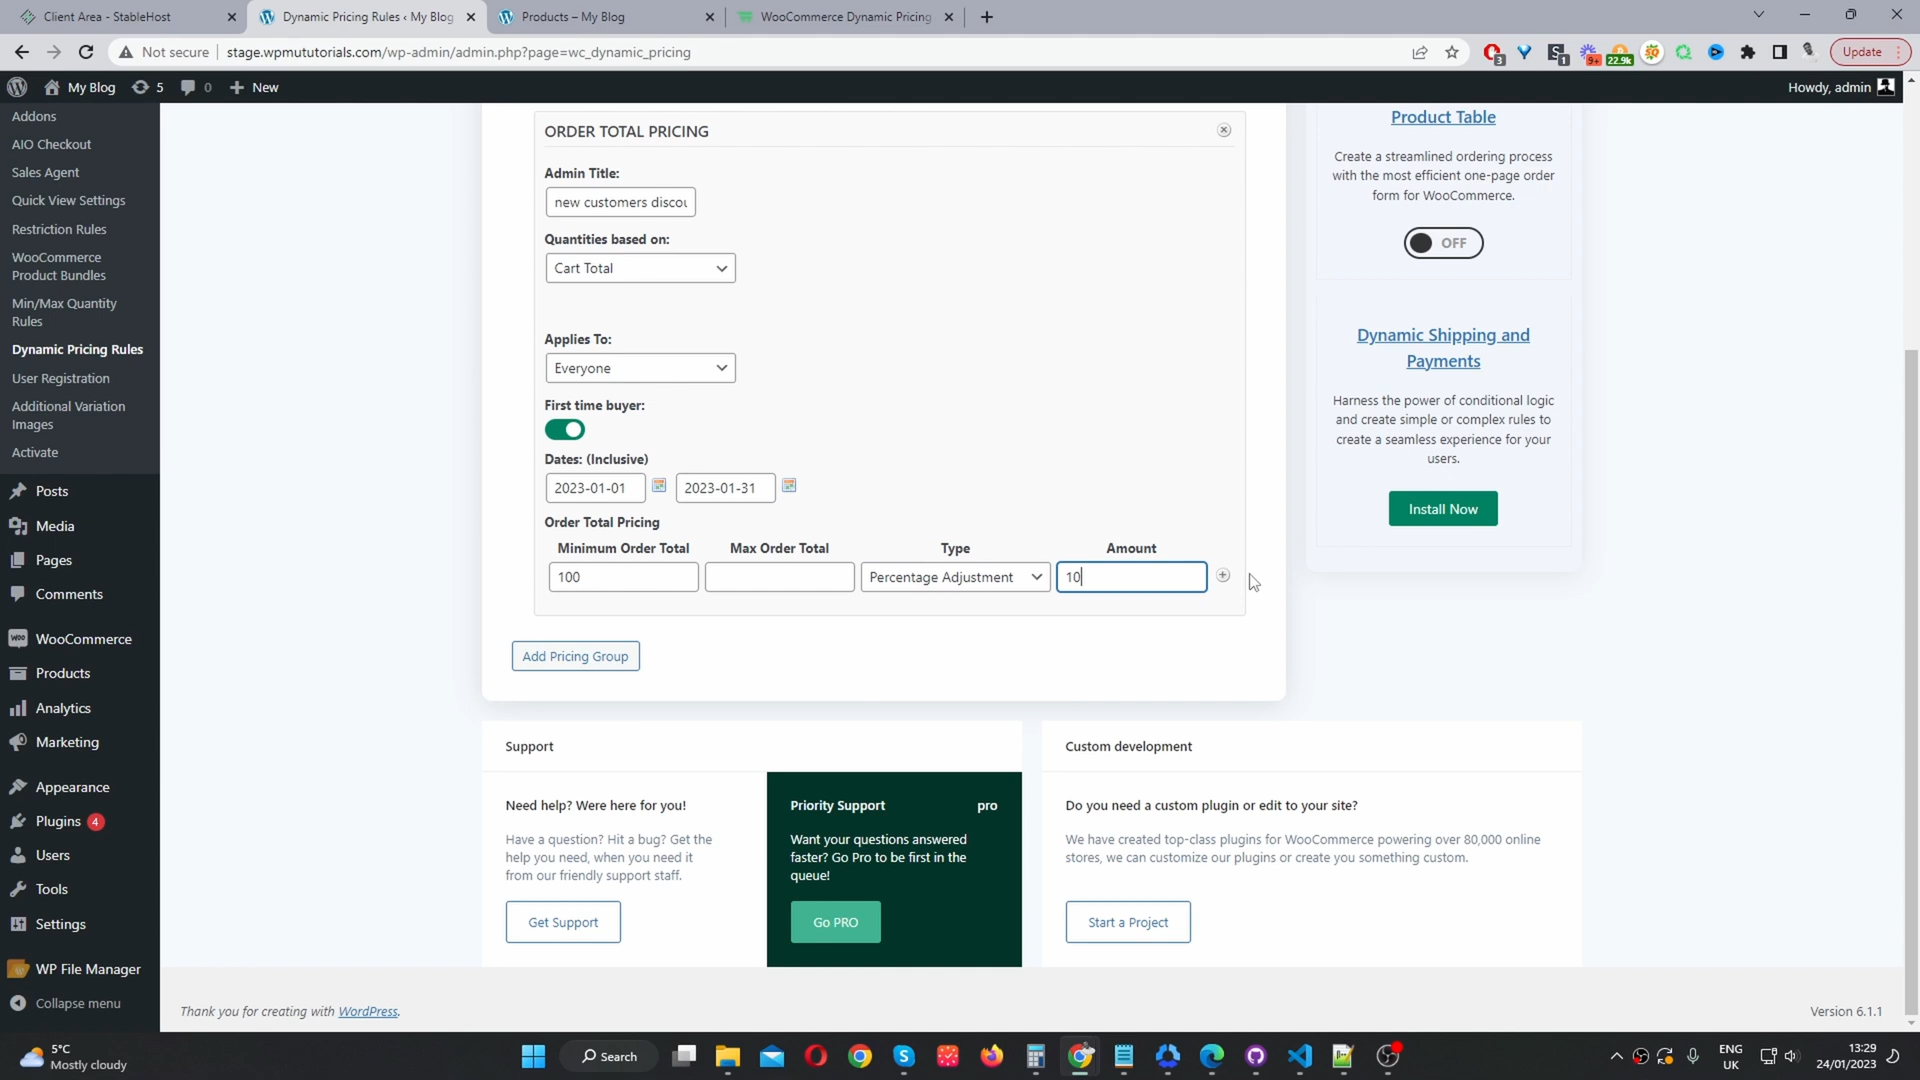 Client Area - StableHost
Dynamic Pricing Rules ‹ My Blog
Products – My Blog
WooCommerce Dynamic Pricing
Not secure
stage.wpmututorials.com/wp-admin/admin.php?page=wc_dynamic_pricing
3
1
9+
22.9k
Update
My Blog
5
0
New
Howdy, admin
Addons
AIO Checkout
Sales Agent
Quick View Settings
Restriction Rules
WooCommerce
Product Bundles
Min/Max Quantity
Rules
Dynamic Pricing Rules
User Registration
Additional Variation
Images
Activate
Posts
Media
Pages
Comments
WooCommerce
Products
Analytics
Marketing
Appearance
Plugins 4
Users
Tools
Settings
WP File Manager
Collapse menu
ORDER TOTAL PRICING
Admin Title:
new customers discou
Quantities based on:
Cart Total
Applies To:
Everyone
First time buyer:
Dates: (Inclusive)
2023-01-01
2023-01-31
Order Total Pricing
Minimum Order Total
Max Order Total
Type
Amount
100
Percentage Adjustment
10
Add Pricing Group
Product Table
Create a streamlined ordering process
with the most efficient one-page order
form for WooCommerce.
OFF
Dynamic Shipping and
Payments
Harness the power of conditional logic
and create simple or complex rules to
create a seamless experience for your
users.
Install Now
Support
Need help? Were here for you!
Have a question? Hit a bug? Get the
help you need, when you need it
from our friendly support staff.
Get Support
Priority Support
pro
Want your questions answered
faster? Go Pro to be first in the
queue!
Go PRO
Custom development
Do you need a custom plugin or edit to your site?
We have created top-class plugins for WooCommerce powering over 80,000 online
stores, we can customize our plugins or create you something custom.
Start a Project
Thank you for creating with WordPress.
Version 6.1.1
5°C
Mostly cloudy
Search
ENG
UK
13:29
24/01/2023